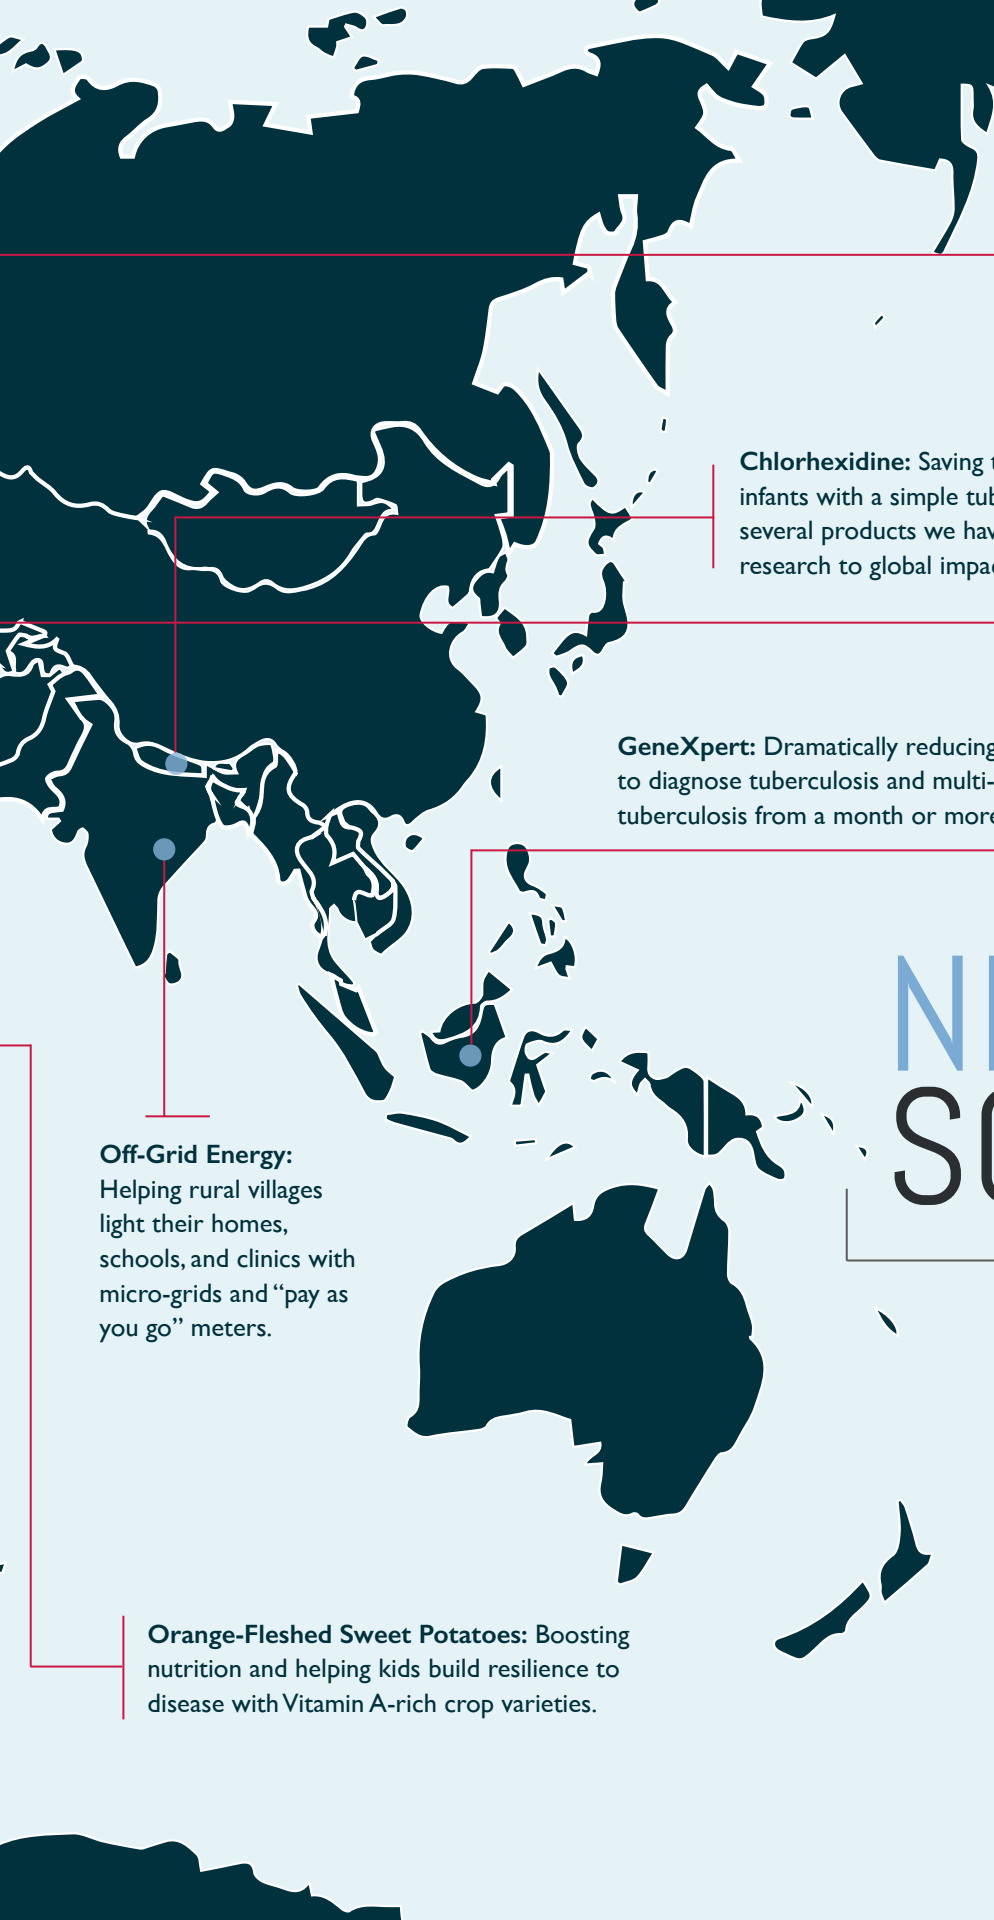 Chlorhexidine: Saving
infants with a simple
several products we
research to global
GeneXpert: Dramatically reducing
to diagnose tuberculosis and multi-
tuberculosis from a month or more
Off-Grid Energy:
Helping rural villages
light their homes,
schools, and clinics with
micro-grids and “pay as
you go” meters.
Orange-Fleshed Sweet Potatoes: Boosting
nutrition and helping kids build resilience to
disease with Vitamin A-rich crop varieties.